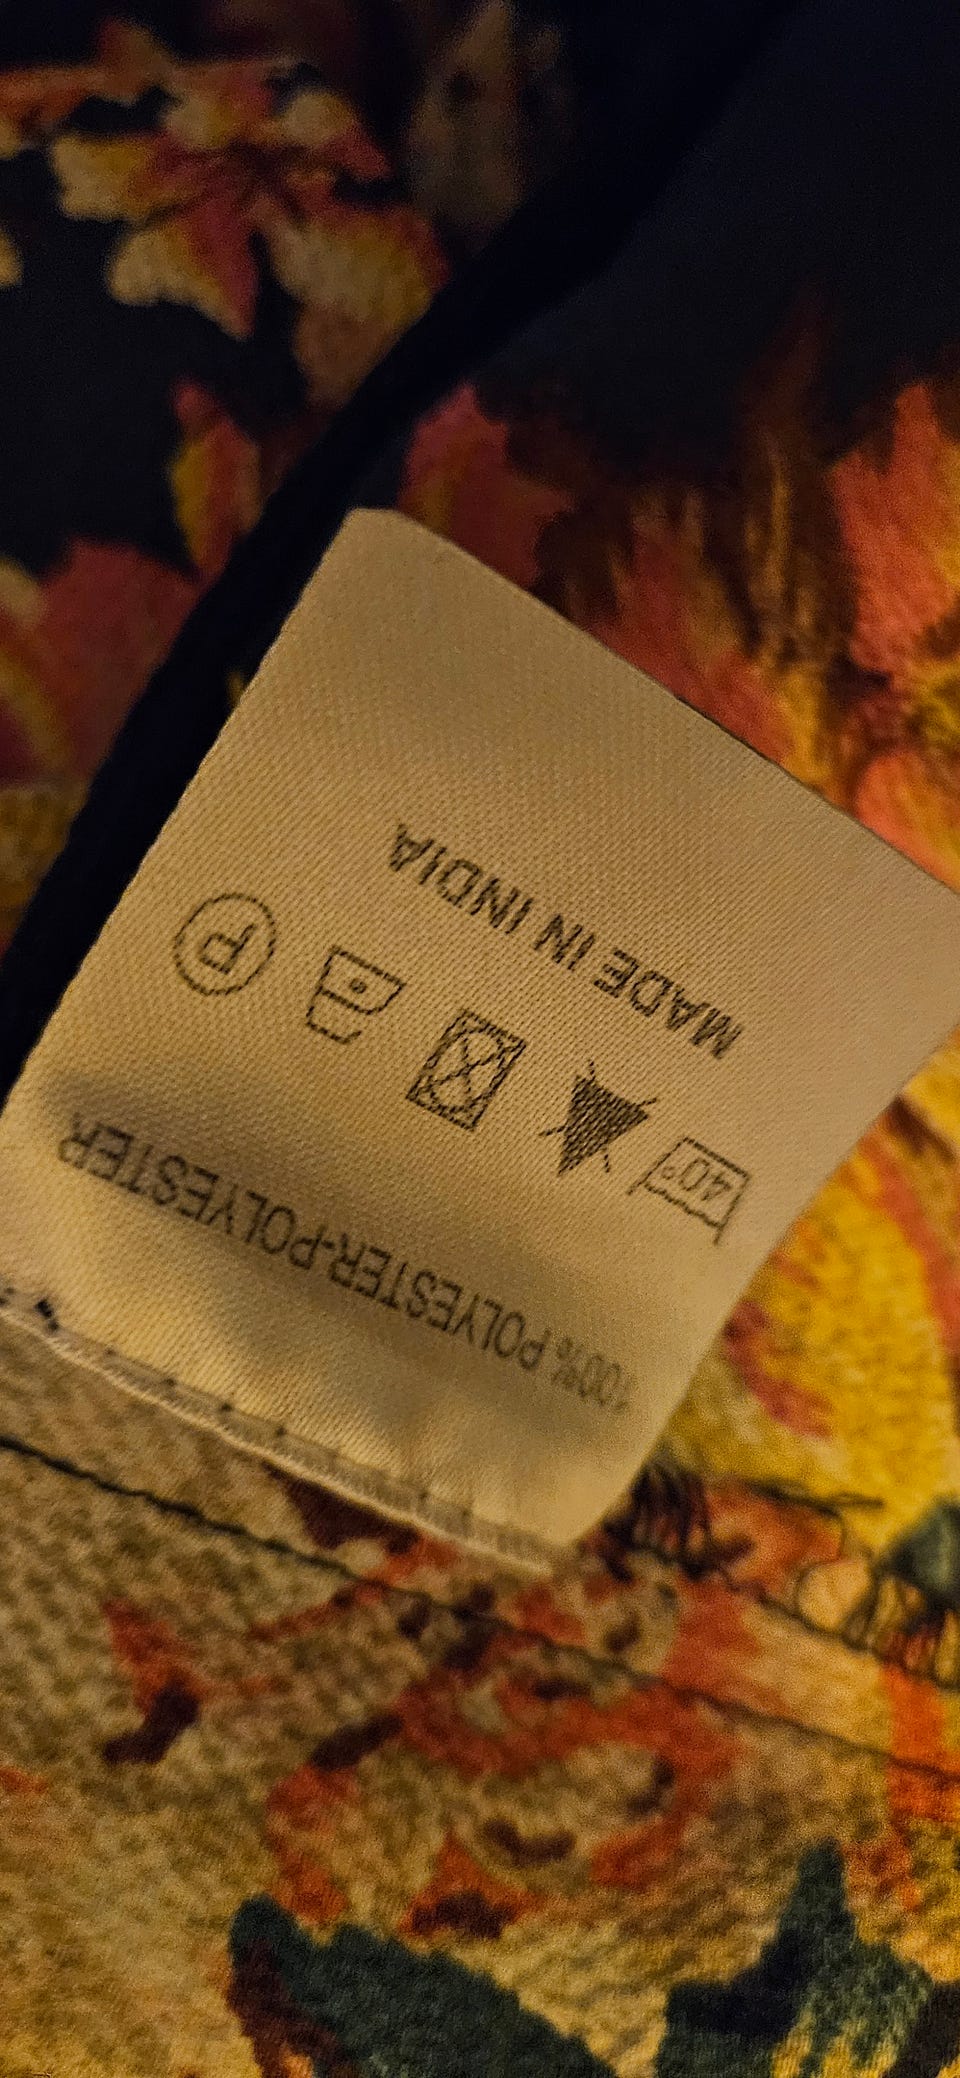 100% POLYESTER-POLYESTER
40° P
MADE IN INDIA